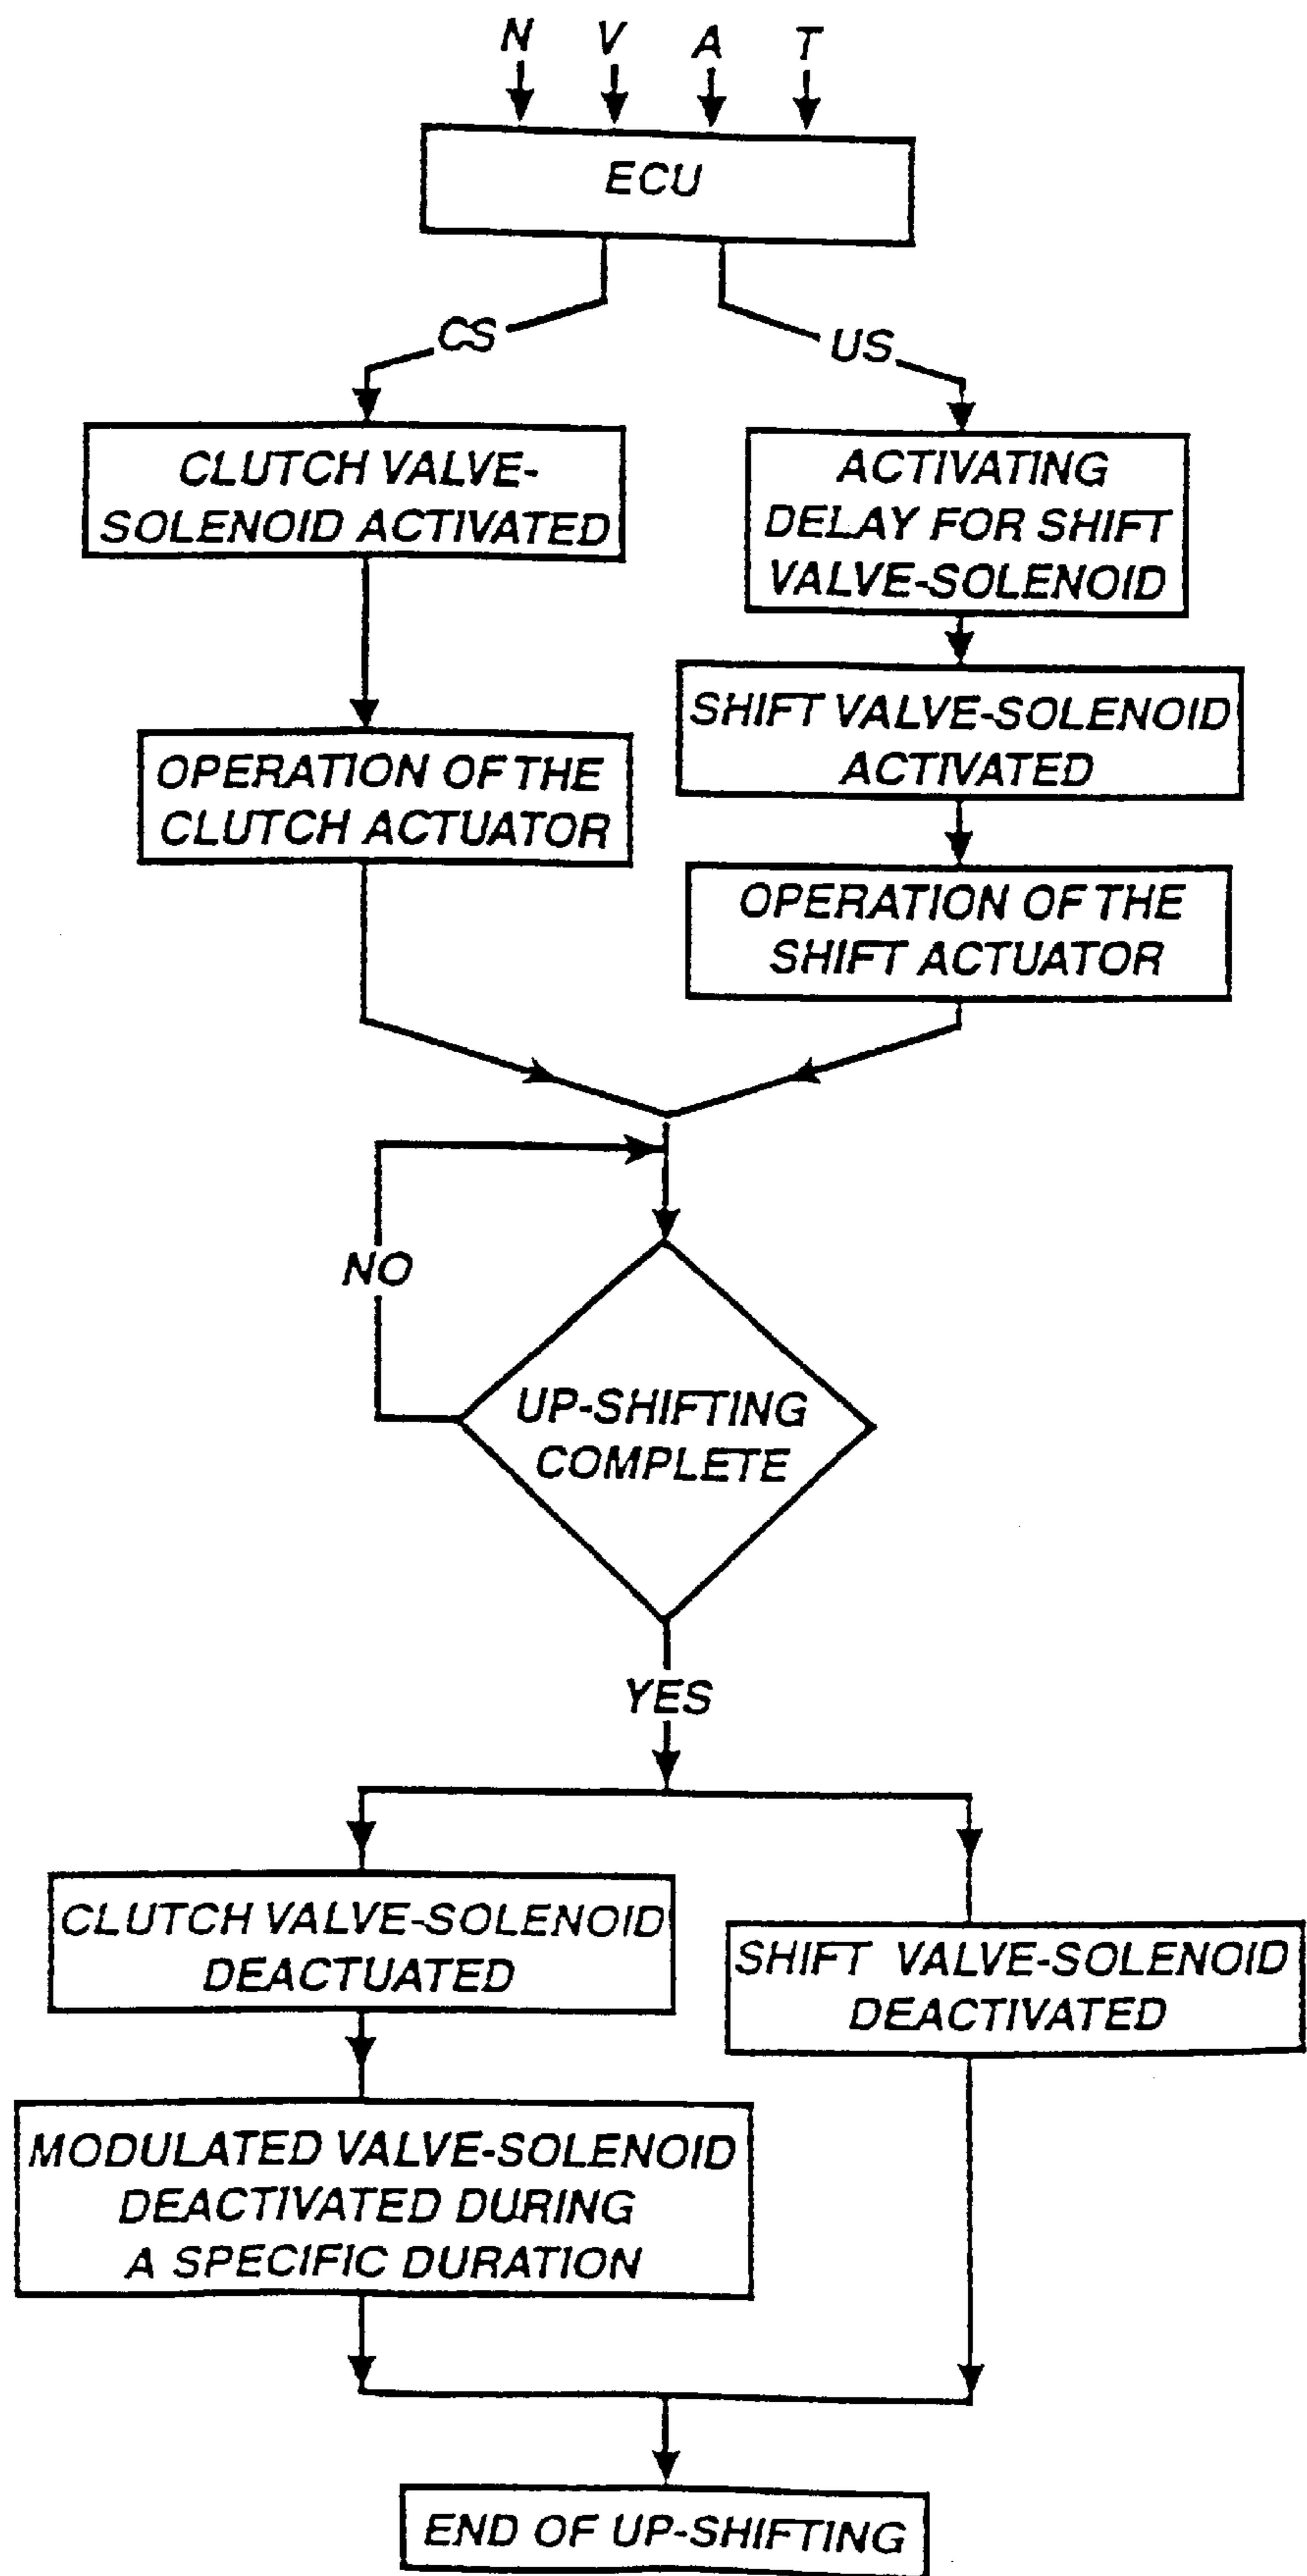 N V A T
ECU
CS
US
CLUTCH VALVE-
SOLENOID ACTIVATED
ACTIVATING
DELAY FOR SHIFT
VALVE-SOLENOID
SHIFT VALVE-SOLENOID
ACTIVATED
OPERATION OF THE
CLUTCH ACTUATOR
OPERATION OF THE
SHIFT ACTUATOR
NO
UP-SHIFTING
COMPLETE
YES
CLUTCH VALVE-SOLENOID
DEACTUATED
SHIFT VALVE-SOLENOID
DEACTIVATED
MODULATED VALVE-SOLENOID
DEACTIVATED DURING
A SPECIFIC DURATION
END OF UP-SHIFTING